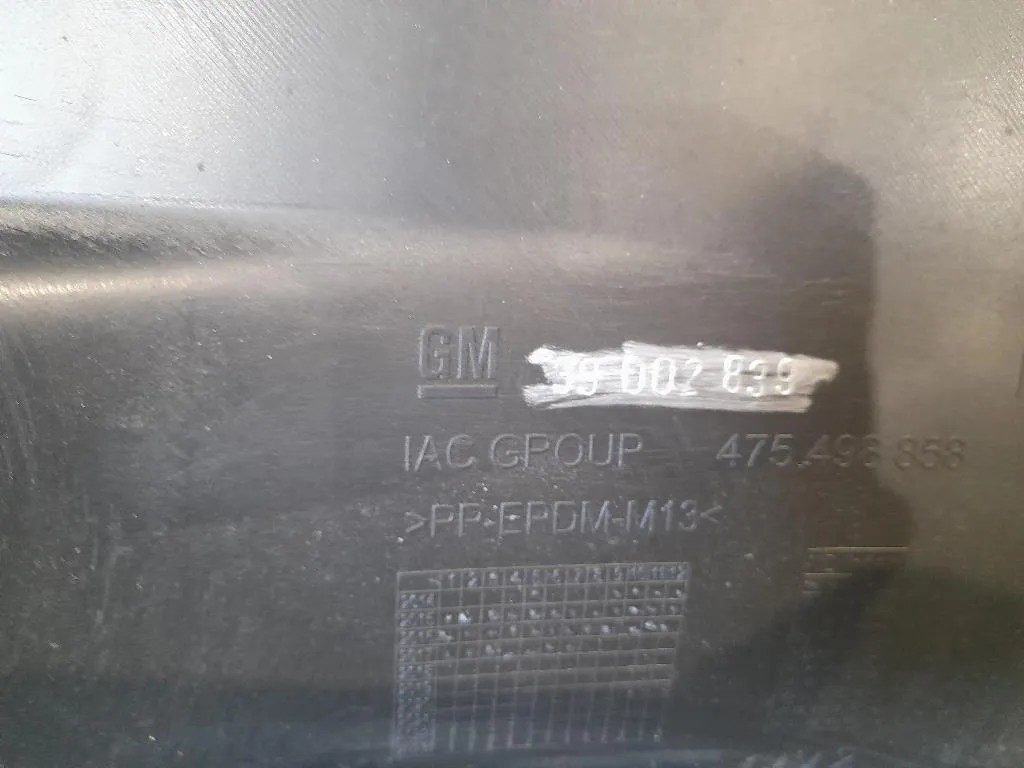 GM 39 002 839
IAC GROUP 475.496.858
>PP-EPDM-M13<